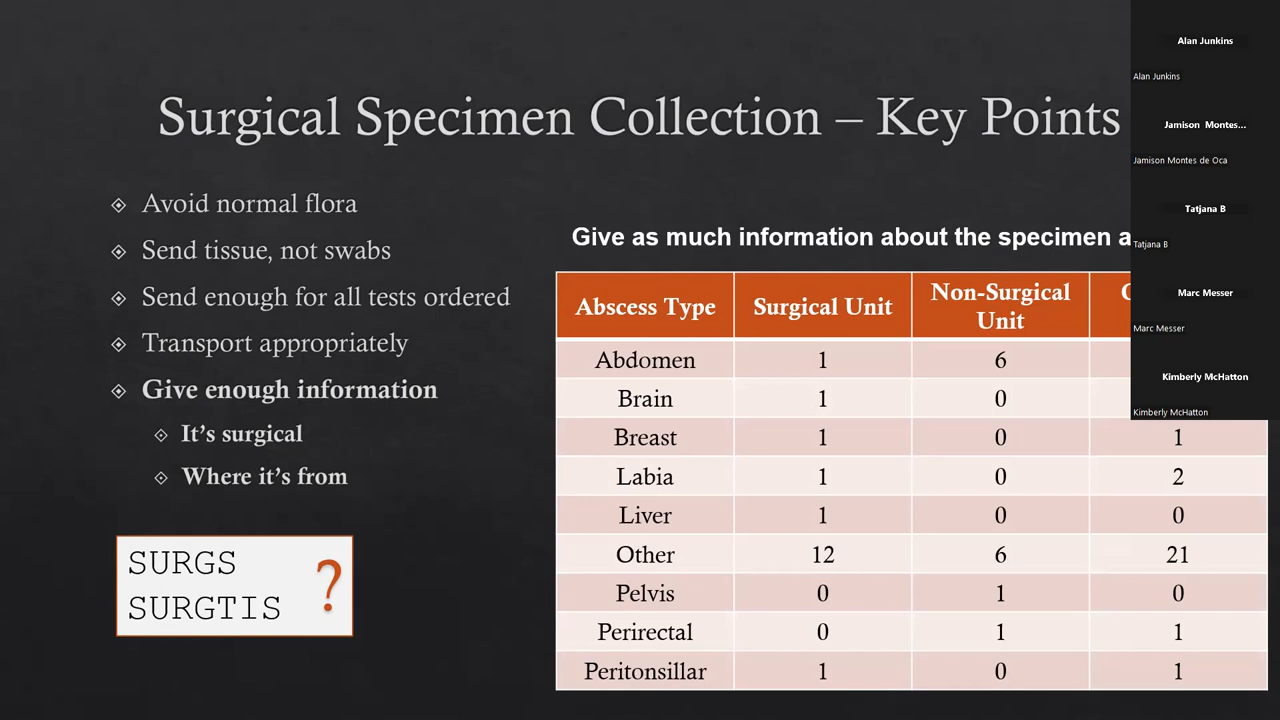 Surgical Specimen Collection – Key Points
Avoid normal flora
Send tissue, not swabs
Send enough for all tests ordered
Transport appropriately
Give enough information
It's surgical
Where it's from
SURGS
SURGTIS
?
Give as much information about the specimen
Abscess Type Surgical Unit Non-Surgical Unit
Abdomen 1 6
Brain 1 0
Breast 1 0 1
Labia 1 0 2
Liver 1 0 0
Other 12 6 21
Pelvis 0 1 0
Perirectal 0 1 1
Peritonsillar 1 0 1
Alan Junkins
Alan Junkins
Jamison Montes...
Jamison Montes de Oca
Tatjana B
Tatjana B
Marc Messer
Marc Messer
Kimberly McHatton
Kimberly McHatton